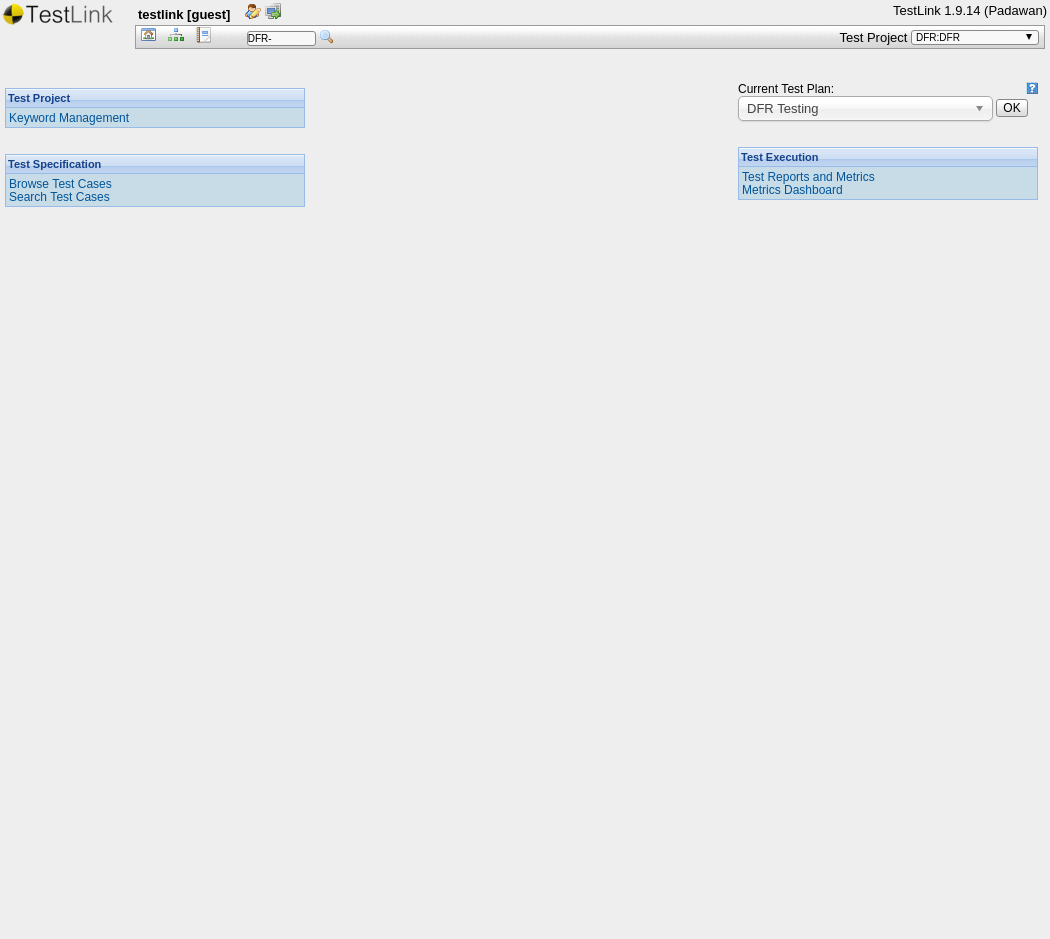 TestLink
testlink [guest]
TestLink 1.9.14 (Padawan)
DFR-
Test Project
DFR:DFR
Test Project
Keyword Management
Test Specification
Browse Test Cases
Search Test Cases
Current Test Plan:
?
DFR Testing
OK
Test Execution
Test Reports and Metrics
Metrics Dashboard